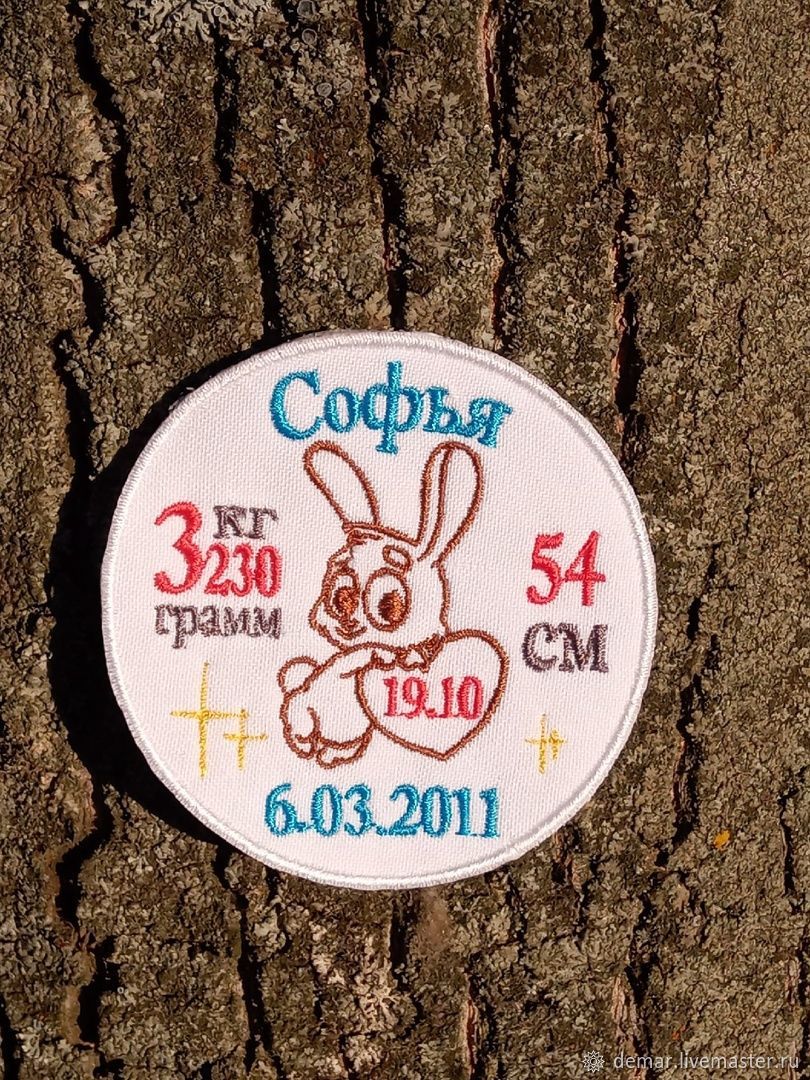 Софья
3 кг
230
грамм
54
см
19.10
6.03.2011
demar.livemaster.ru